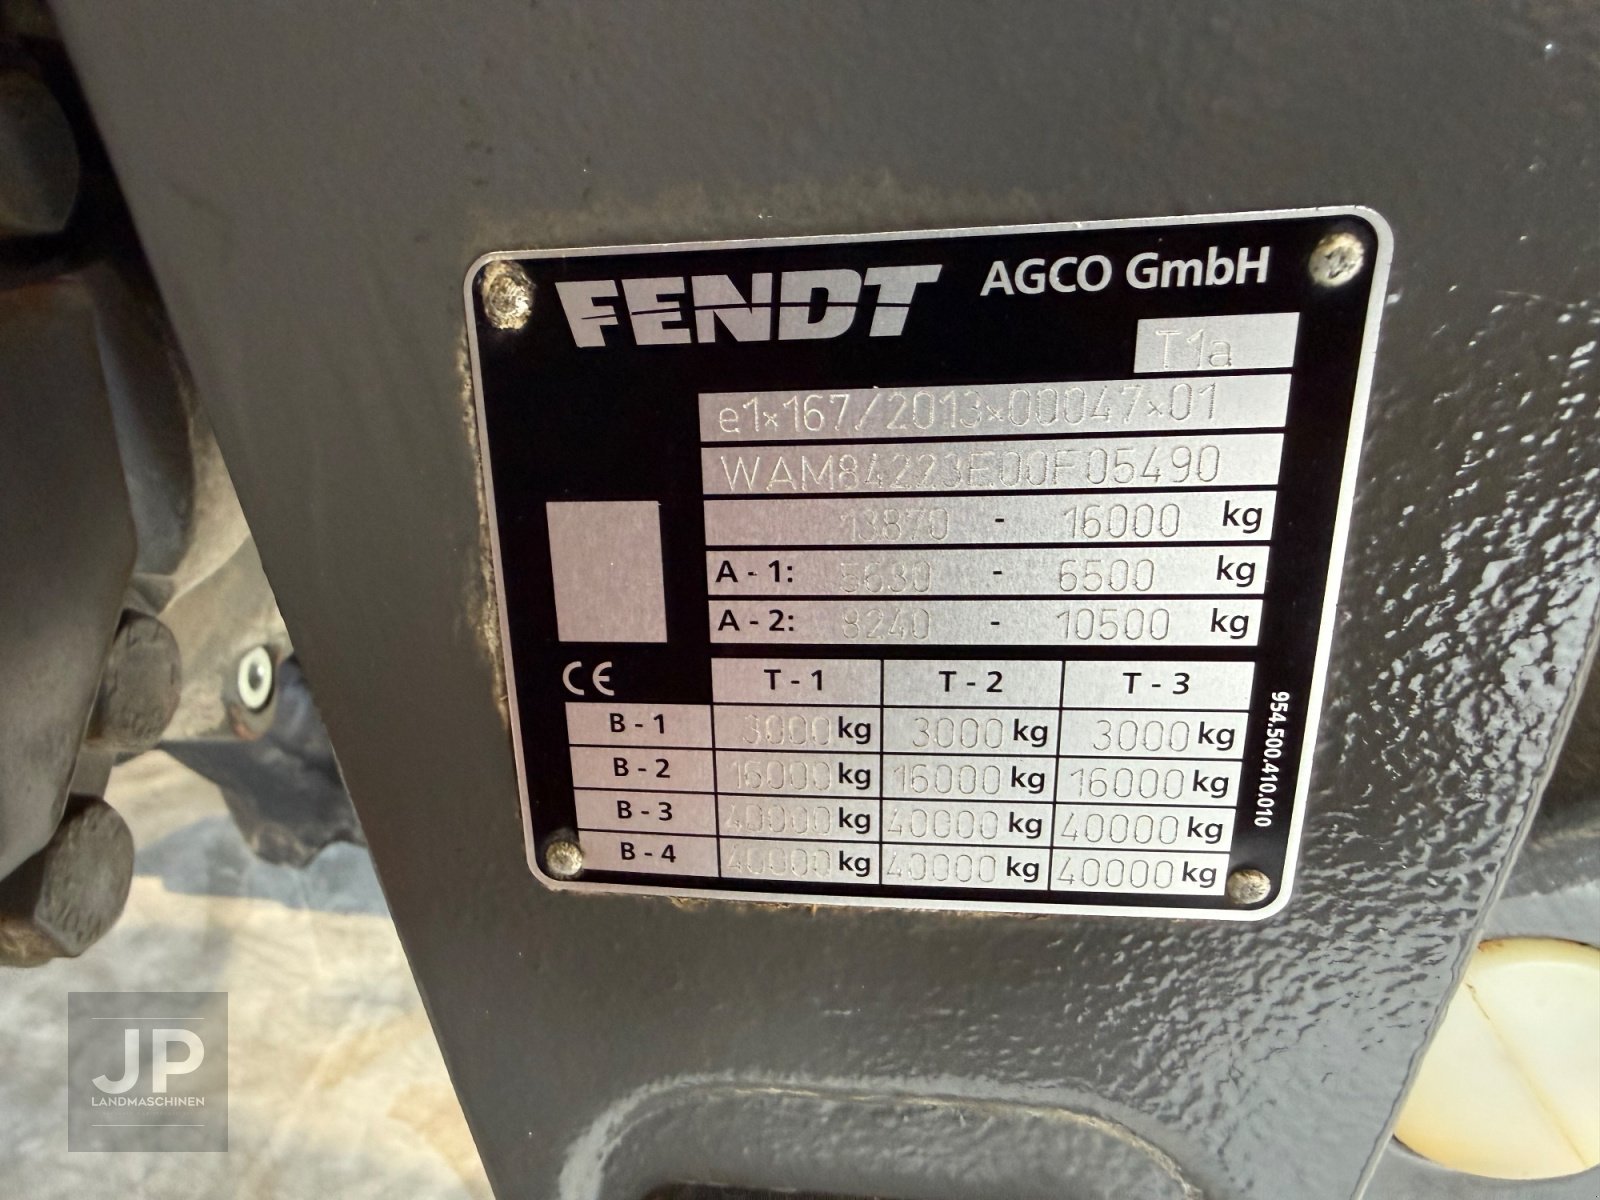 FENDT AGCO GmbH
T1a
e1×167/2013×00047×01
WAM84223E00F05490
13870 - 16000 kg
A - 1: 5630 - 6500 kg
A - 2: 8240 - 10500 kg
CE T - 1 T - 2 T - 3
B - 1 3000 kg 3000 kg 3000 kg
B - 2 16000 kg 16000 kg 16000 kg
B - 3 40000 kg 40000 kg 40000 kg
B - 4 40000 kg 40000 kg 40000 kg
954.500.410.010
JP
LANDMASCHINEN